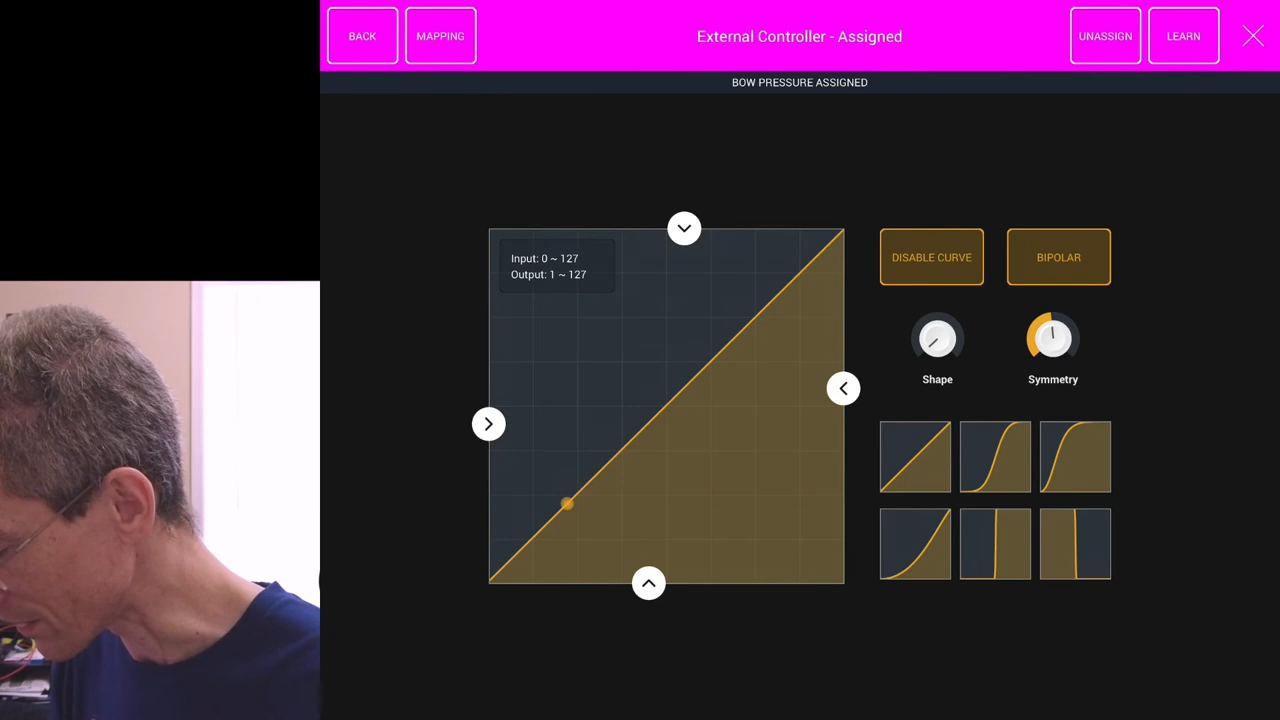 BACK
MAPPING
External Controller - Assigned
UNASSIGN
LEARN
BOW PRESSURE ASSIGNED
Input: 0 ~ 127
Output: 1 ~ 127
DISABLE CURVE
BIPOLAR
Shape
Symmetry